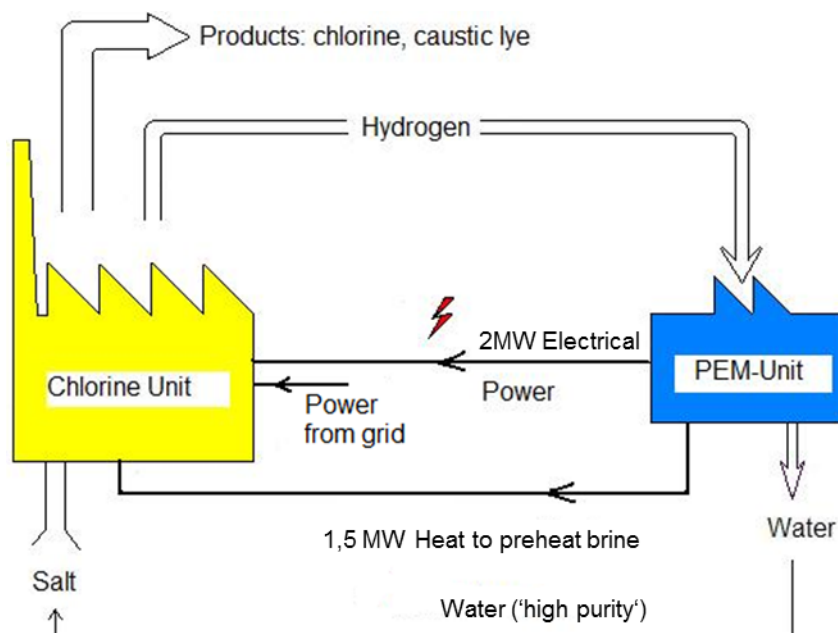 Products: chlorine, caustic lye
Hydrogen
2MW Electrical
Power
Chlorine Unit
PEM-Unit
Power
from grid
1,5 MW Heat to preheat brine
Water
Salt
Water (‘high purity‘)